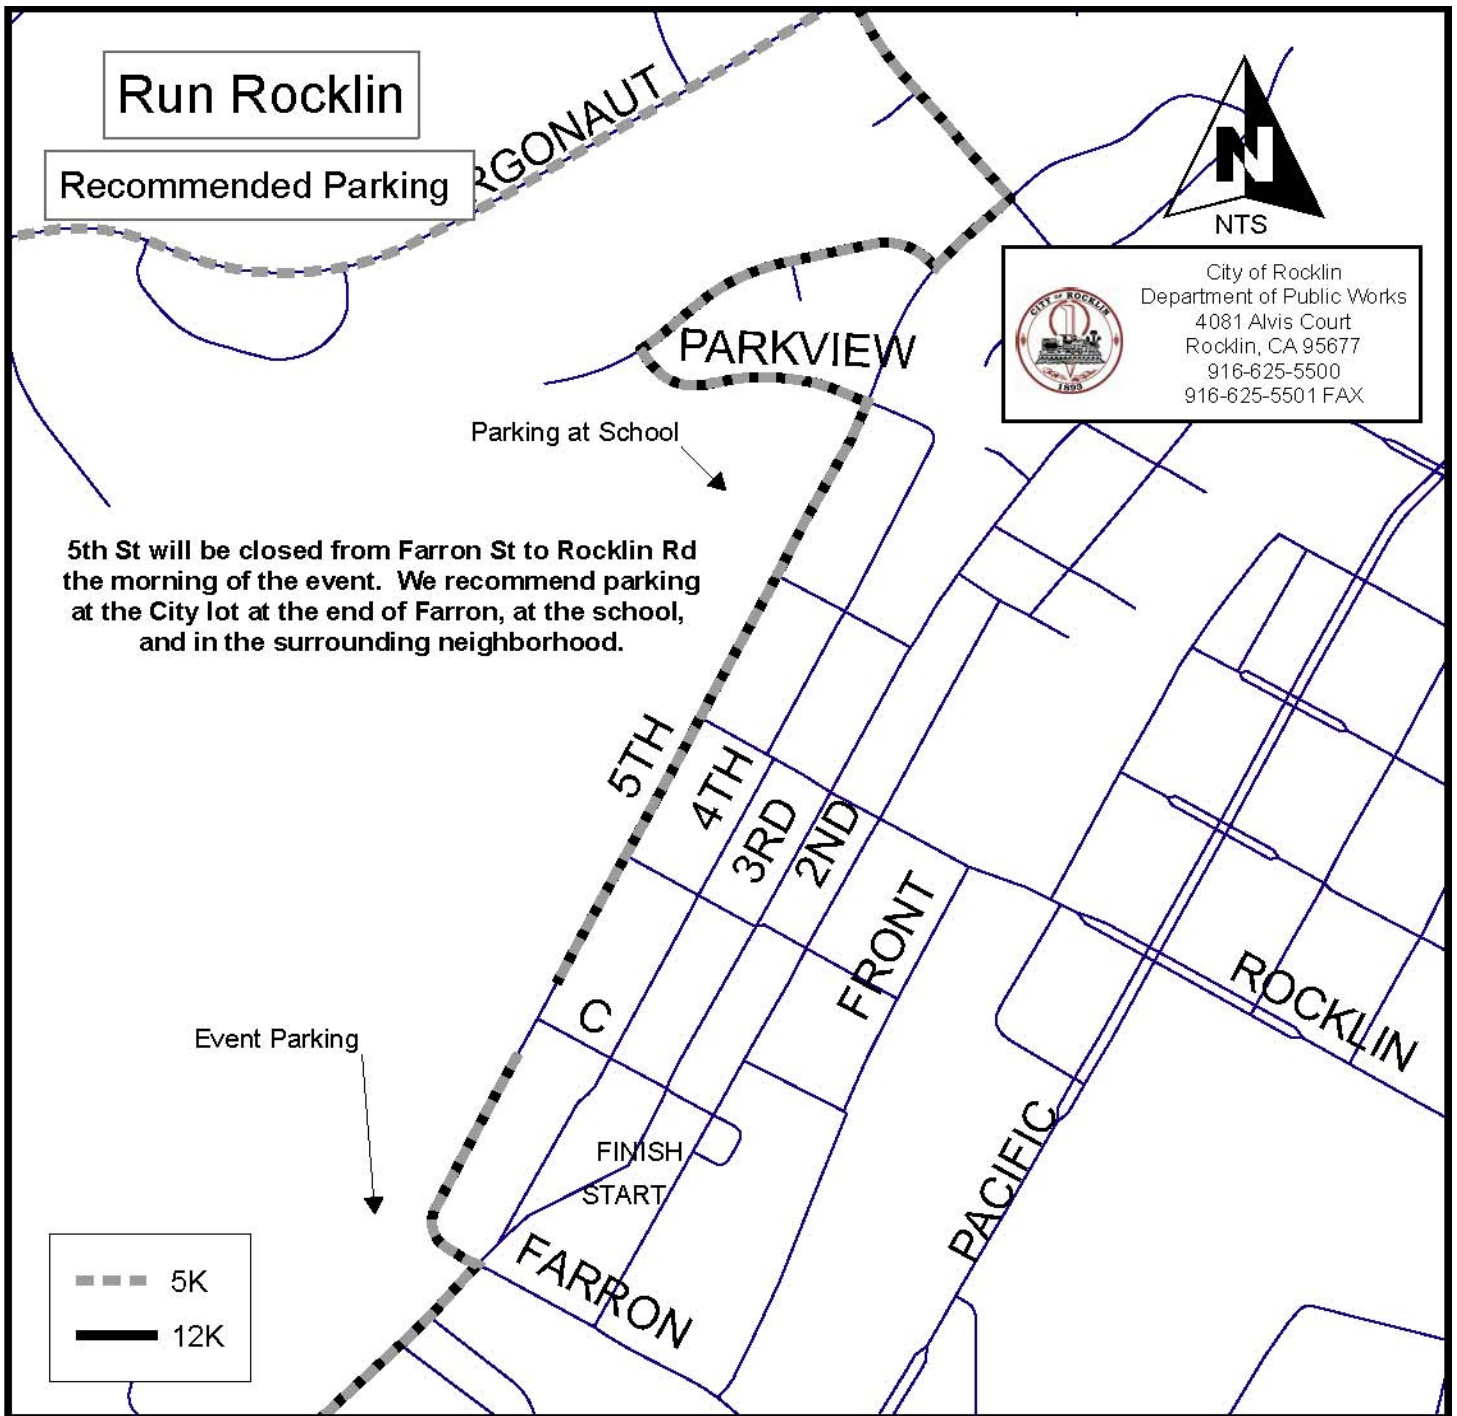 Run Rocklin
Recommended Parking
RGONAUT
N
NTS
City of Rocklin
Department of Public Works
4081 Alvis Court
Rocklin, CA 95677
916-625-5500
916-625-5501 FAX
CITY OF ROCKLIN
1893
PARKVIEW
Parking at School
5th St will be closed from Farron St to Rocklin Rd
the morning of the event. We recommend parking
at the City lot at the end of Farron, at the school,
and in the surrounding neighborhood.
5TH
4TH
3RD
2ND
FRONT
ROCKLIN
C
Event Parking
FINISH
START
PACIFIC
FARRON
5K
12K